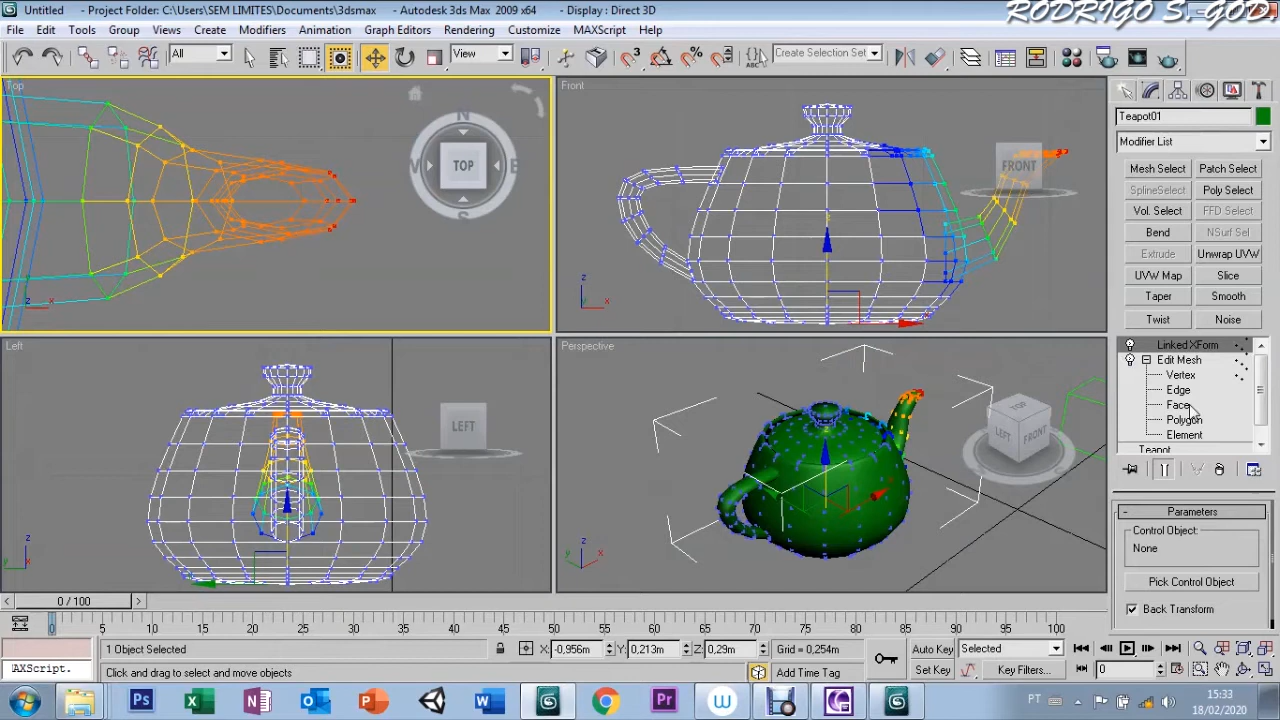 Untitled - Project Folder: C:\Users\SEM LIMITES\Documents\3dsmax - Autodesk 3ds Max 2009 x64 - Display: Direct 3D
RODRIGO S. GOD
File Edit Tools Group Views Create Modifiers Animation Graph Editors Rendering Customize MAXScript Help
All View Create Selection Set
Top
Front
N
TOP
S
FRONT
z
x
z
x
Left
Perspective
LEFT
TOP
LEFT
FRONT
z
y
z
y
x
Teapot01
Modifier List
Mesh Select Patch Select
SplineSelect Poly Select
Vol. Select FFD Select
Bend NSurf Sel
Extrude Unwrap UVW
UVW Map Slice
Taper Smooth
Twist Noise
Linked XForm
Edit Mesh
Vertex
Edge
Face
Polygon
Element
Teapot
- Parameters
Control Object:
None
Pick Control Object
Back Transform
< 0 / 100 >
0 5 10 15 20 25 30 35 40 45 50 55 60 65 70 75 80 85 90 95 100
1 Object Selected X: -0,956m Y: 0,213m Z: 0,29m Grid = 0,254m Auto Key Selected
AXScript. Click and drag to select and move objects Add Time Tag Set Key Key Filters... 0
PT 15:33
18/02/2020